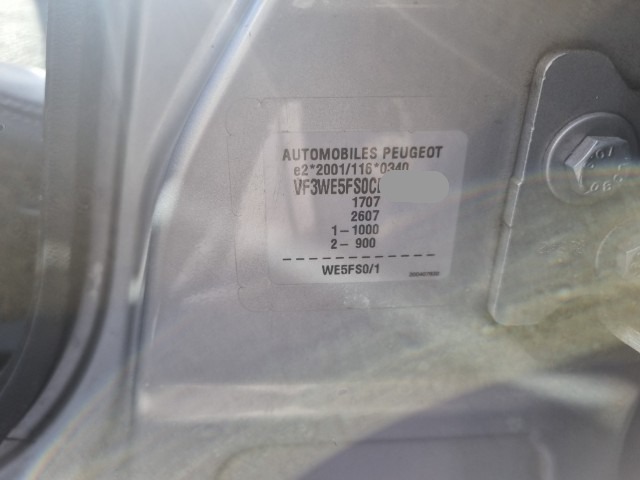 AUTOMOBILES PEUGEOT
e2*2001/116*0340
VF3WE5FS0C
1707
2607
1-1000
2-900
WE5FS0/1